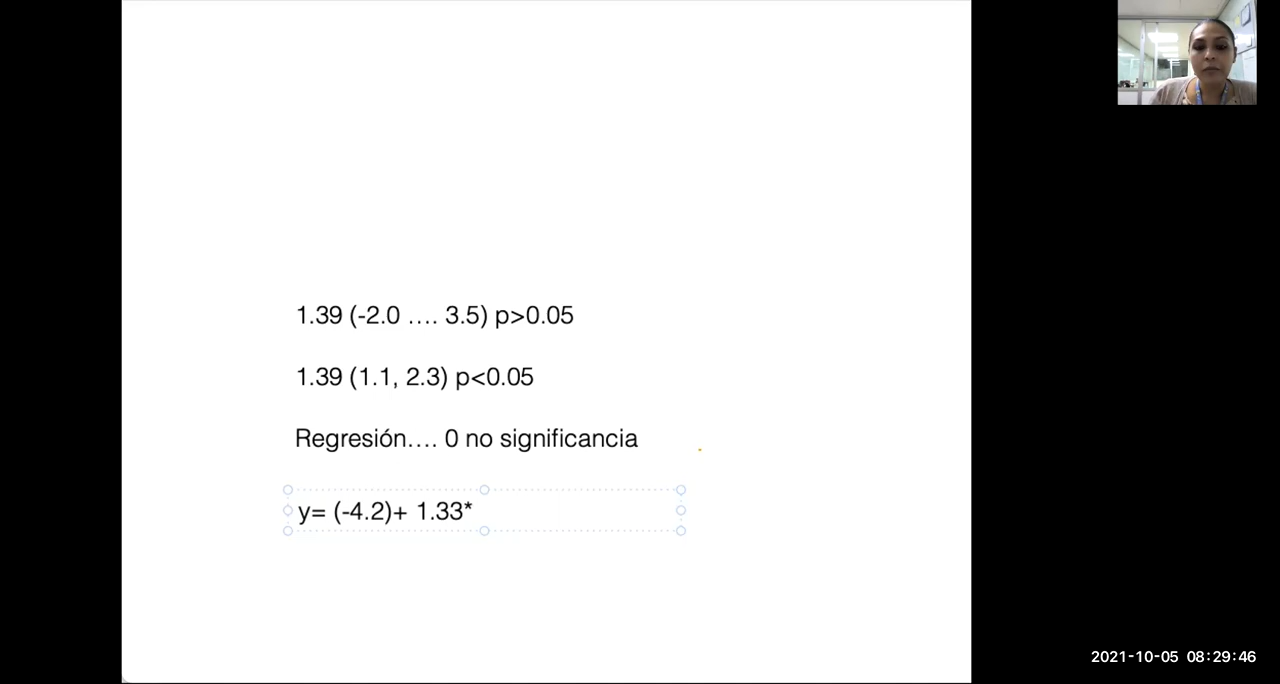 1.39 (-2.0 .... 3.5) p>0.05
1.39 (1.1, 2.3) p<0.05
Regresión.... 0 no significancia
y= (-4.2)+ 1.33*
2021-10-05 08:29:46